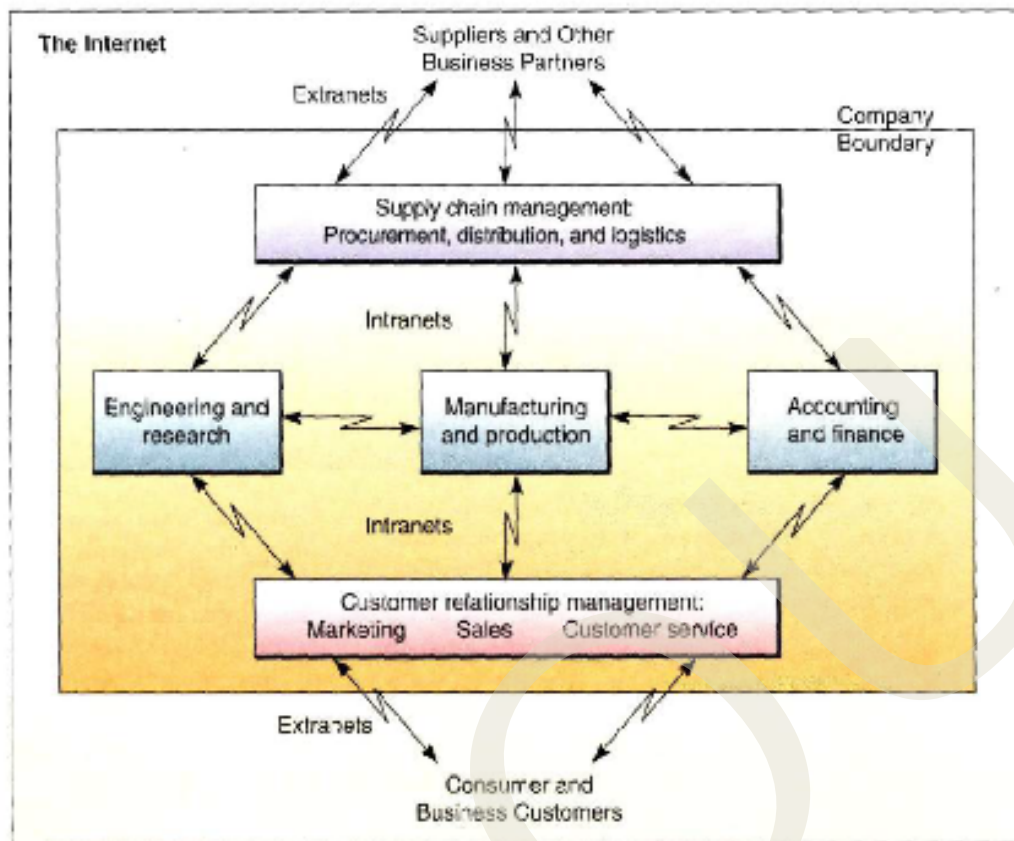 The Internet
Suppliers and Other
Business Partners
Extranets
Company
Boundary
Supply chain management:
Procurement, distribution, and logistics
Intranets
Engineering and
research
Manufacturing
and production
Accounting
and finance
Intranets
Customer relationship management:
Marketing Sales Customer service
Extranets
Consumer and
Business Customers